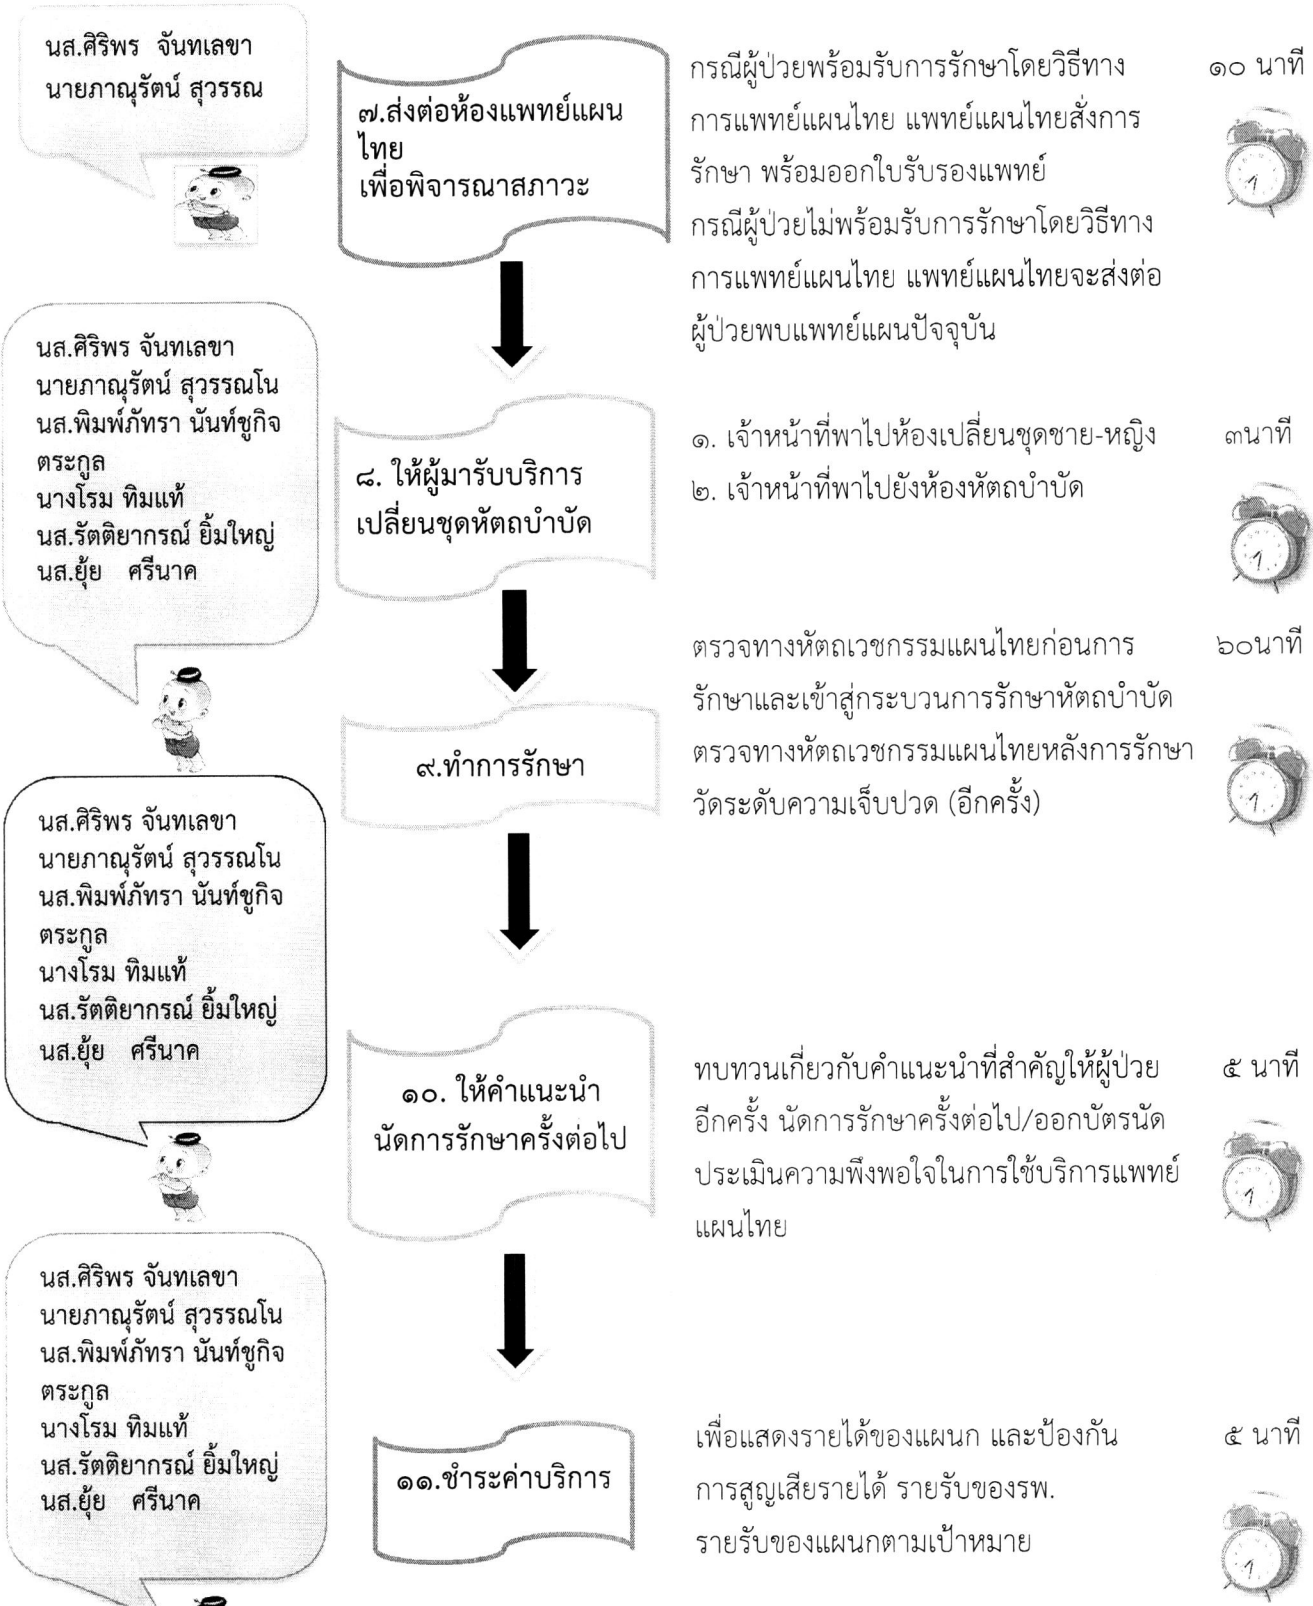 นส.ศิริพร จันทเลขา
นายภาณุรัตน์ สุวรรณ
๗.ส่งต่อห้องแพทย์แผน
ไทย
เพื่อพิจารณาสภาวะ
กรณีผู้ป่วยพร้อมรับการรักษาโดยวิธีทาง
การแพทย์แผนไทย แพทย์แผนไทยสั่งการ
รักษา พร้อมออกใบรับรองแพทย์
กรณีผู้ป่วยไม่พร้อมรับการรักษาโดยวิธีทาง
การแพทย์แผนไทย แพทย์แผนไทยจะส่งต่อ
ผู้ป่วยพบแพทย์แผนปัจจุบัน
๑๐ นาที
นส.ศิริพร จันทเลขา
นายภาณุรัตน์ สุวรรณโน
นส.พิมพ์ภัทรา นันท์ชูกิจ
ตระกูล
นางโรม ทิมแท้
นส.รัตติยากรณ์ ยิ้มใหญ่
นส.ยุ้ย ศรีนาค
๘. ให้ผู้มารับบริการ
เปลี่ยนชุดหัตถบำบัด
๑. เจ้าหน้าที่พาไปห้องเปลี่ยนชุดชาย-หญิง
๒. เจ้าหน้าที่พาไปยังห้องหัตถบำบัด
๓นาที
๙.ทำการรักษา
ตรวจทางหัตถเวชกรรมแผนไทยก่อนการ
รักษาและเข้าสู่กระบวนการรักษาหัตถบำบัด
ตรวจทางหัตถเวชกรรมแผนไทยหลังการรักษา
วัดระดับความเจ็บปวด (อีกครั้ง)
๖๐นาที
นส.ศิริพร จันทเลขา
นายภาณุรัตน์ สุวรรณโน
นส.พิมพ์ภัทรา นันท์ชูกิจ
ตระกูล
นางโรม ทิมแท้
นส.รัตติยากรณ์ ยิ้มใหญ่
นส.ยุ้ย ศรีนาค
๑๐. ให้คำแนะนำ
นัดการรักษาครั้งต่อไป
ทบทวนเกี่ยวกับคำแนะนำที่สำคัญให้ผู้ป่วย
อีกครั้ง นัดการรักษาครั้งต่อไป/ออกบัตรนัด
ประเมินความพึงพอใจในการใช้บริการแพทย์
แผนไทย
๕ นาที
นส.ศิริพร จันทเลขา
นายภาณุรัตน์ สุวรรณโน
นส.พิมพ์ภัทรา นันท์ชูกิจ
ตระกูล
นางโรม ทิมแท้
นส.รัตติยากรณ์ ยิ้มใหญ่
นส.ยุ้ย ศรีนาค
๑๑.ชำระค่าบริการ
เพื่อแสดงรายได้ของแผนก และป้องกัน
การสูญเสียรายได้ รายรับของรพ.
รายรับของแผนกตามเป้าหมาย
๕ นาที